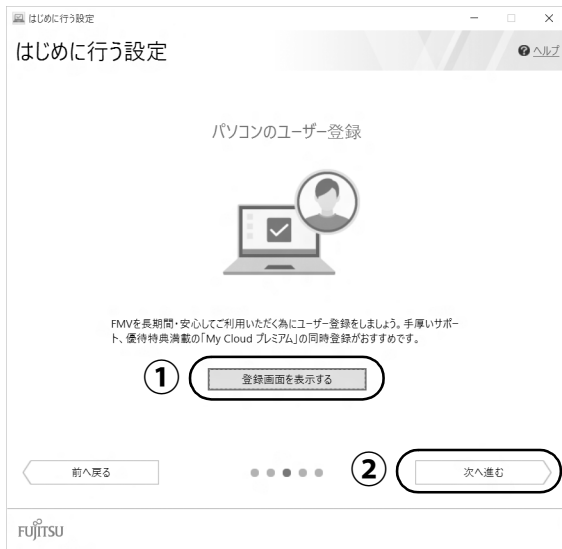 はじめに行う設定
はじめに行う設定
ヘルプ
パソコンのユーザー登録
FMVを長期間・安心してご利用いただく為にユーザー登録をしましょう。手厚いサポー
ト、優待特典満載の「My Cloud プレミアム」の同時登録がおすすめです。
① 登録画面を表示する
前へ戻る
② 次へ進む
FUJITSU